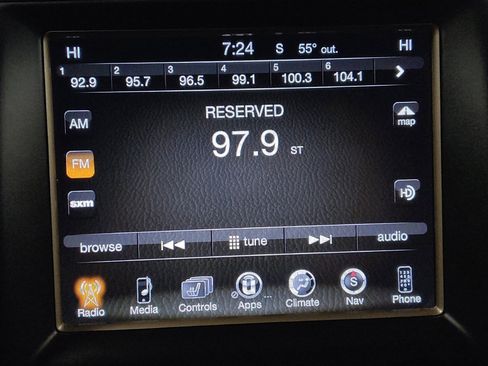 HI 7:24 S 55° out. HI
1 2 3 4 5 6
92.9 95.7 96.5 99.1 100.3 104.1
AM RESERVED map
FM 97.9 ST
sxm HD
browse tune audio
Radio Media Controls Apps ... Climate S Nav Phone